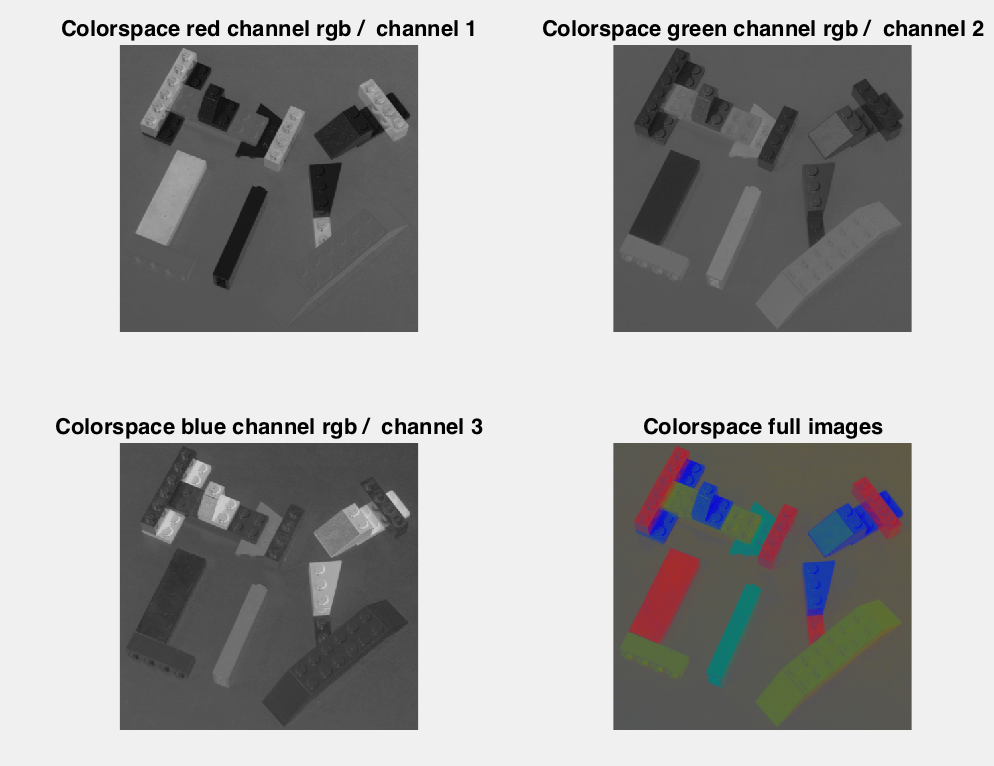 Colorspace red channel rgb / channel 1
Colorspace green channel rgb / channel 2
Colorspace blue channel rgb / channel 3
Colorspace full images